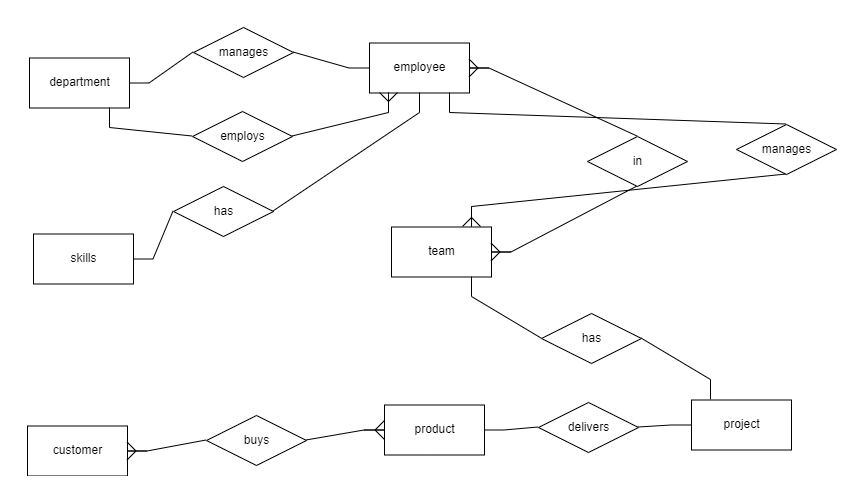 manages
employee
department
employs
manages
in
has
team
skills
has
project
delivers
product
buys
customer